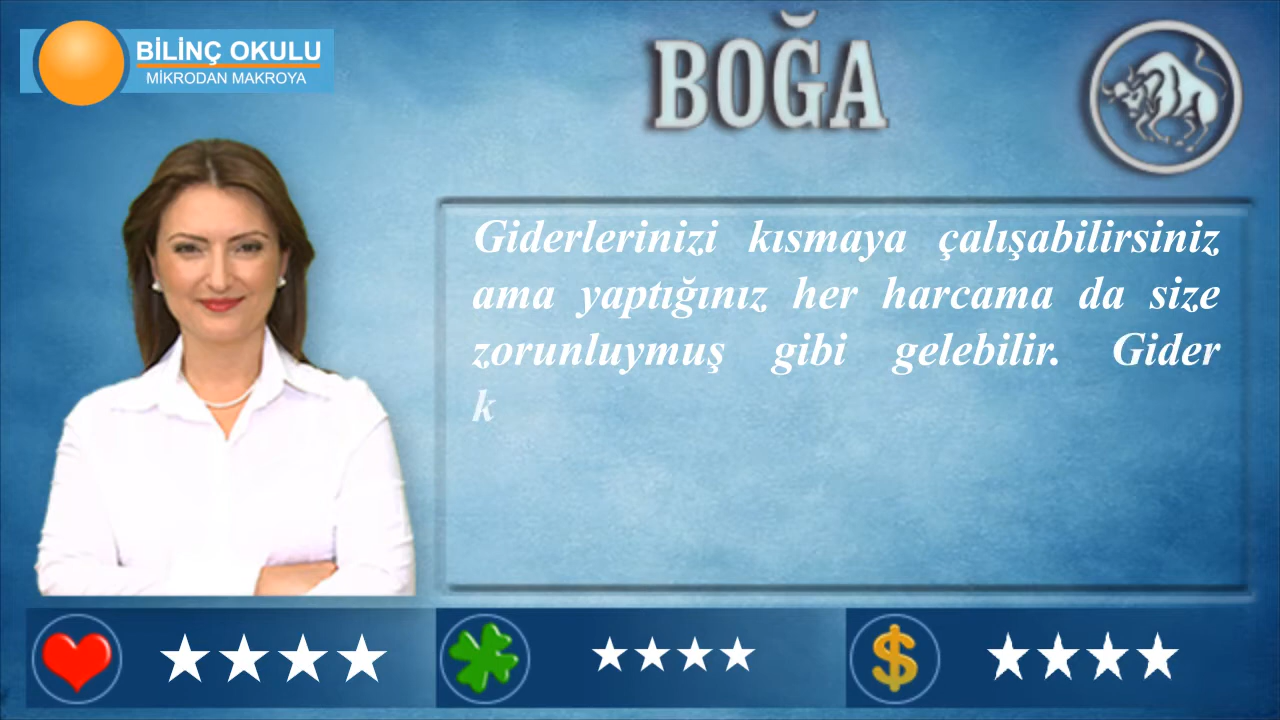 BİLİNÇ OKULU
MİKRODAN MAKROYA
BOĞA
Giderlerinizi kısmaya çalışabilirsiniz
ama yaptığınız her harcama da size
zorunluymuş gibi gelebilir. Gider
k